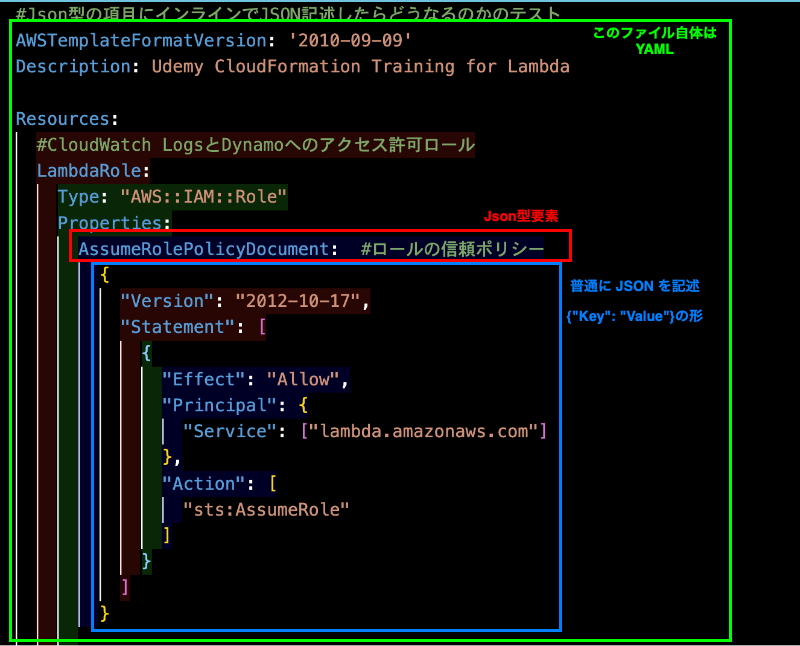 #Json型の項目にインラインでJSON記述したらどうなるのかのテスト
このファイル自体は
YAML
AWSTemplateFormatVersion: '2010-09-09'
Description: Udemy CloudFormation Training for Lambda
Resources:
#CloudWatch LogsとDynamoへのアクセス許可ロール
LambdaRole:
Type: "AWS::IAM::Role"
Properties:
Json型要素
AssumeRolePolicyDocument: #ロールの信頼ポリシー
{
普通に JSON を記述
"Version": "2012-10-17",
{"Key": "Value"}の形
"Statement": [
{
"Effect": "Allow",
"Principal": {
"Service": ["lambda.amazonaws.com"]
},
"Action": [
"sts:AssumeRole"
]
}
]
}